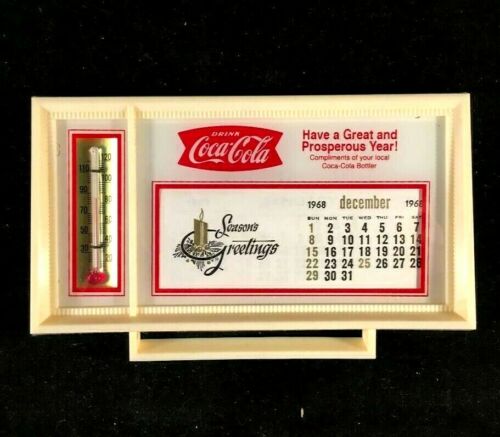 DRINK
Coca-Cola
Have a Great and
Prosperous Year!
Compliments of your local
Coca-Cola Bottler
Season's
Greetings
1968 december 1968
SUN MON TUE WED THU FRI SAT
1 2 3 4 5 6 7
8 9 10 11 12 13 14
15 16 17 18 19 20 21
22 23 24 25 26 27 28
29 30 31
120
110
100
90
80
70
60
50
40
30
20